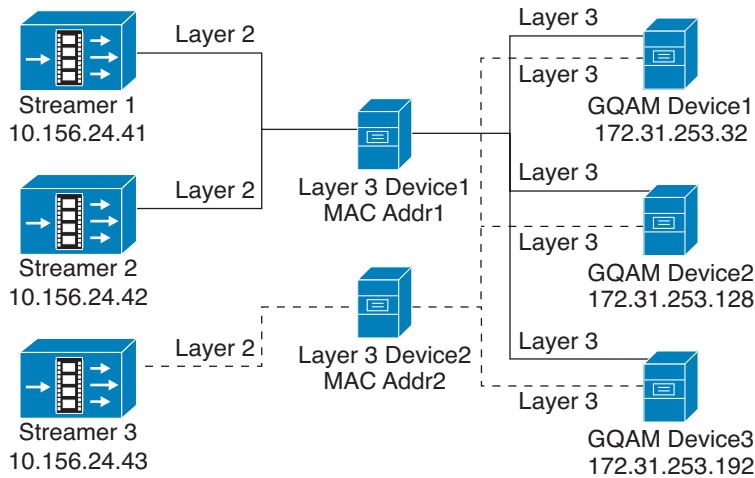 Streamer 1
10.156.24.41
Layer 2
Streamer 2
10.156.24.42
Layer 2
Streamer 3
10.156.24.43
Layer 2
Layer 3 Device1
MAC Addr1
Layer 3 Device2
MAC Addr2
Layer 3
Layer 3
GQAM Device1
172.31.253.32
Layer 3
Layer 3
GQAM Device2
172.31.253.128
Layer 3
Layer 3
GQAM Device3
172.31.253.192